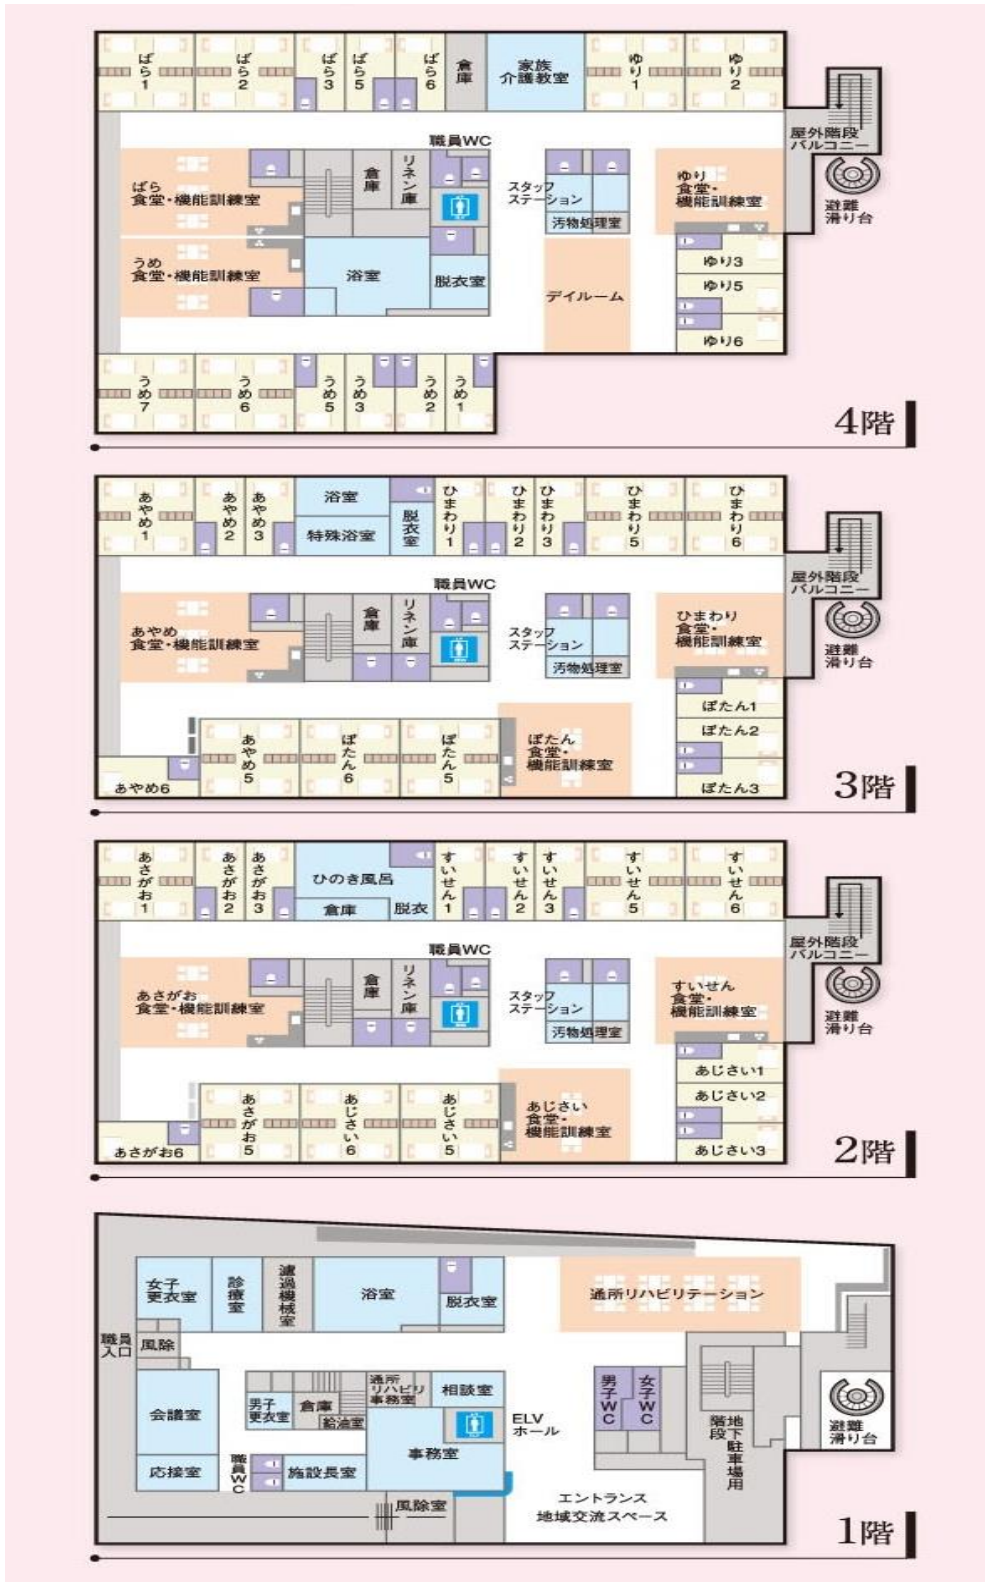 ばら1
ばら2
ばら3
ばら5
ばら6
倉庫
家族
介護教室
ゆり1
ゆり2
屋外階段
バルコニー
避難
滑り台
職員WC
ばら
食堂・機能訓練室
倉庫
リネン庫
スタッフ
ステーション
汚物処理室
ゆり
食堂・
機能訓練室
うめ
食堂・機能訓練室
浴室
脱衣室
デイルーム
ゆり3
ゆり5
ゆり6
うめ7
うめ6
うめ5
うめ3
うめ2
うめ1
4階
あやめ1
あやめ2
あやめ3
浴室
特殊浴室
脱衣室
ひまわり1
ひまわり2
ひまわり3
ひまわり5
ひまわり6
屋外階段
バルコニー
避難
滑り台
職員WC
あやめ
食堂・機能訓練室
倉庫
リネン庫
スタッフ
ステーション
汚物処理室
ひまわり
食堂・
機能訓練室
ぼたん1
ぼたん2
ぼたん3
あやめ6
あやめ5
ぼたん6
ぼたん5
ぼたん
食堂・
機能訓練室
3階
あさがお1
あさがお2
あさがお3
ひのき風呂
倉庫
脱衣
すいせん1
すいせん2
すいせん3
すいせん5
すいせん6
屋外階段
バルコニー
避難
滑り台
職員WC
あさがお
食堂・機能訓練室
倉庫
リネン庫
スタッフ
ステーション
汚物処理室
すいせん
食堂・
機能訓練室
あじさい1
あじさい2
あじさい3
あさがお6
あさがお5
あじさい6
あじさい5
あじさい
食堂・
機能訓練室
2階
女子
更衣室
診療室
濾過機械室
浴室
脱衣室
通所リハビリテーション
職員
入口
風除
会議室
応接室
男子
更衣室
倉庫
給油室
通所
リハビリ
事務室
相談室
事務室
職員WC
施設長室
風除室
ELV
ホール
男子WC
女子WC
地下駐車場用
階段
避難
滑り台
エントランス
地域交流スペース
1階